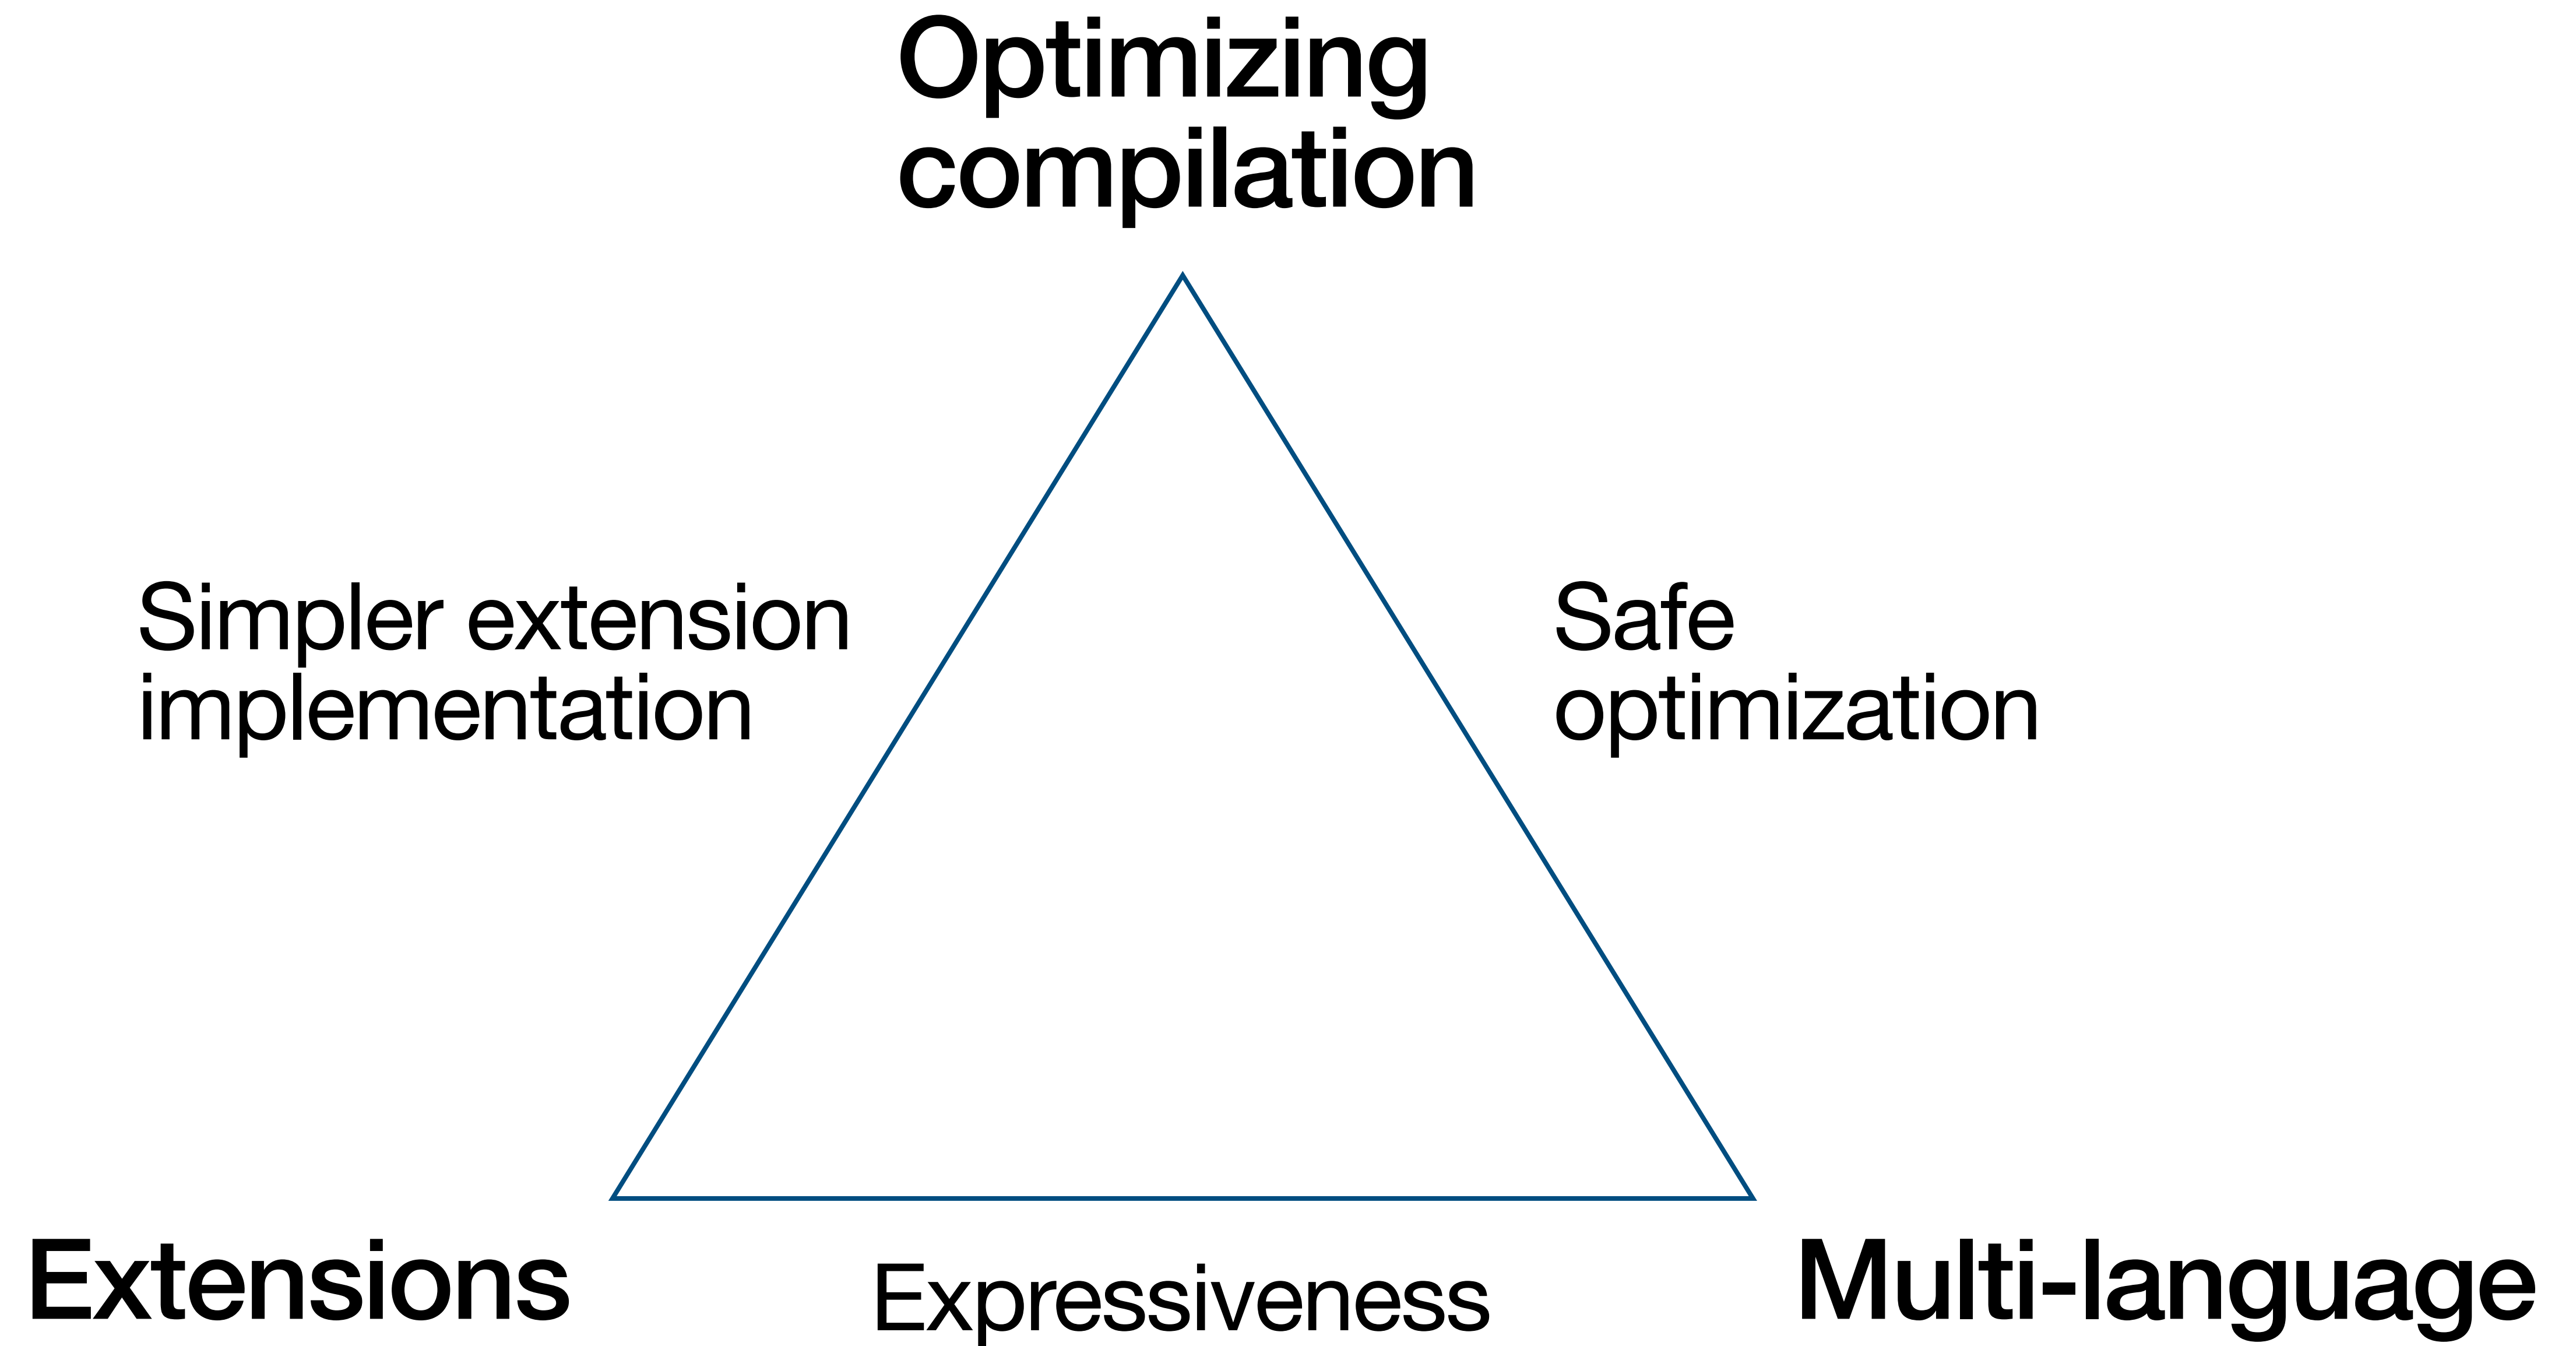 Optimizing
compilation
Simpler extension
implementation
Safe
optimization
Extensions
Expressiveness
Multi-language